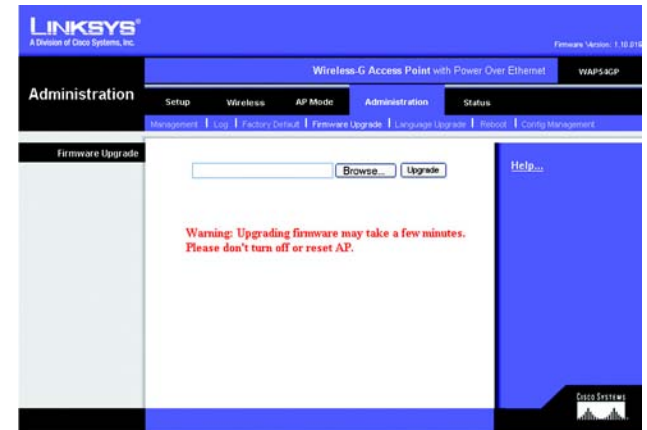 LINKSYS®
A Division of Cisco Systems, Inc.
Firmware Version: 1.10.01
Wireless-G Access Point with Power Over Ethernet
WAP54GP
Administration
Setup Wireless AP Mode Administration Status
Management | Log | Factory Default | Firmware Upgrade | Language Upgrade | Reboot | Config Management
Firmware Upgrade
Browse... Upgrade
Help...
Warning: Upgrading firmware may take a few minutes.
Please don't turn off or reset AP.
CISCO SYSTEMS